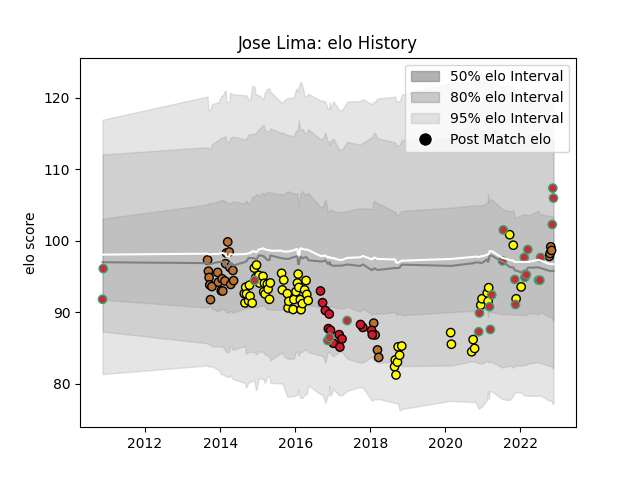 Jose Lima: elo History
50% elo Interval
80% elo Interval
95% elo Interval
Post Match elo
elo score
120
110
100
90
80
2012
2014
2016
2018
2020
2022